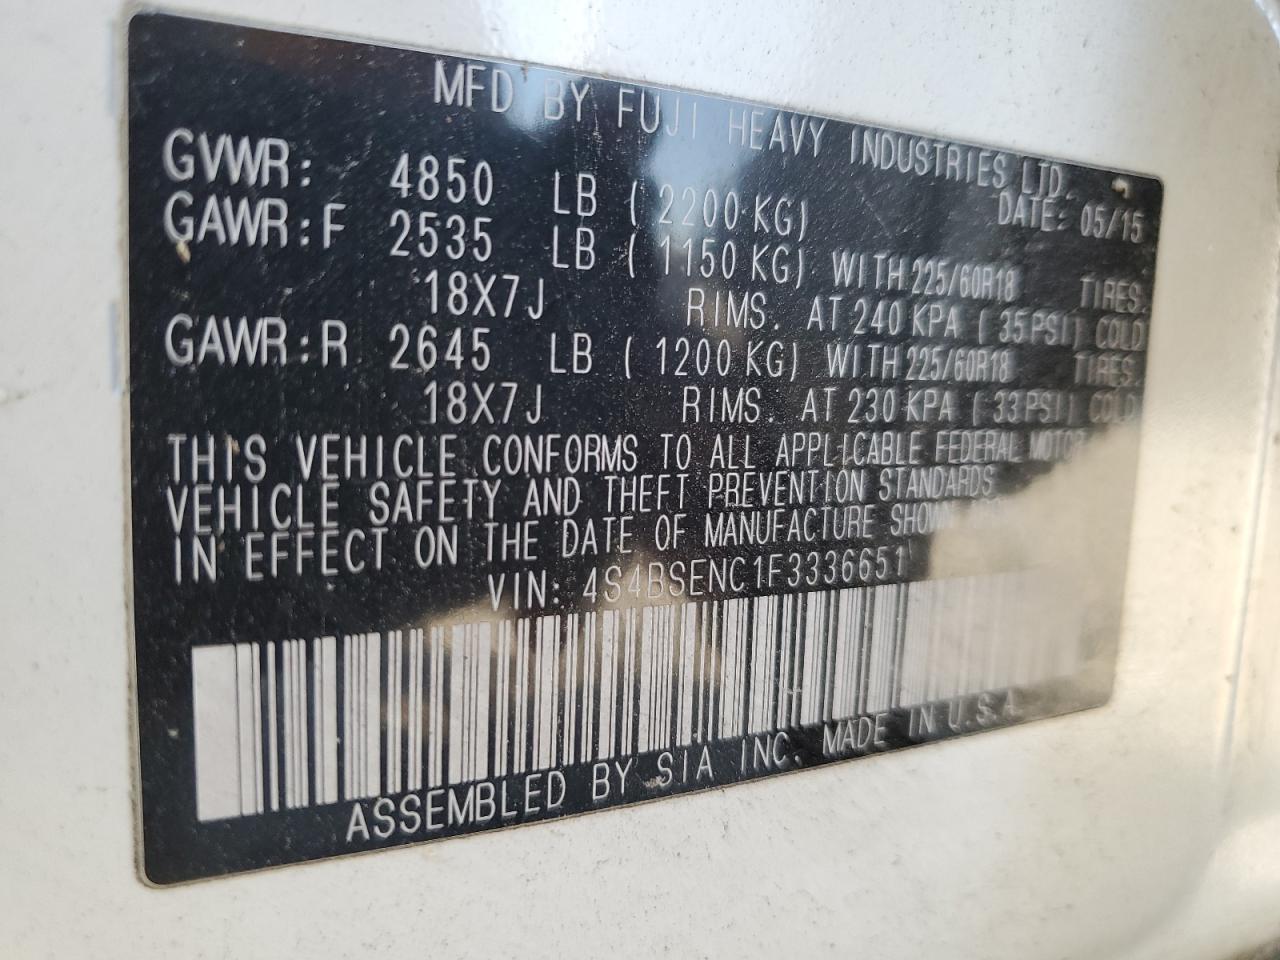 MFD BY FUJI HEAVY INDUSTRIES LTD.
DATE: 05/15
GVWR: 4850 LB ( 2200 KG)
GAWR:F 2535 LB ( 1150 KG) WITH 225/60R18 TIRES.
18X7J RIMS. AT 240 KPA ( 35 PSI) COLD
GAWR:R 2645 LB ( 1200 KG) WITH 225/60R18 TIRES.
18X7J RIMS. AT 230 KPA ( 33 PSI) COLD
THIS VEHICLE CONFORMS TO ALL APPLICABLE FEDERAL MOTOR
VEHICLE SAFETY AND THEFT PREVENTION STANDARDS
IN EFFECT ON THE DATE OF MANUFACTURE SHOWN
VIN: 4S4BSENC1F3336651
ASSEMBLED BY SIA INC. MADE IN U.S.A.